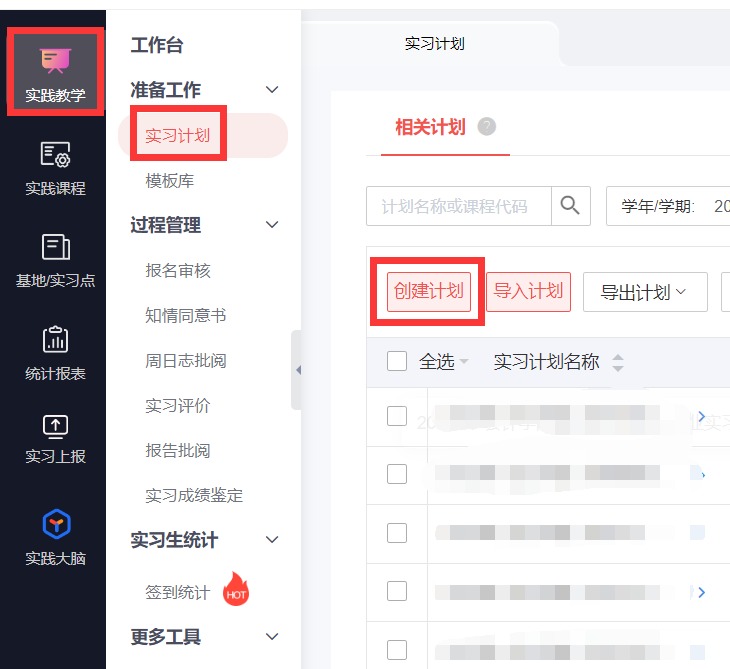 实践教学
实践课程
基地/实习点
统计报表
实习上报
实践大脑
工作台
准备工作
实习计划
模板库
过程管理
报名审核
知情同意书
周日志批阅
实习评价
报告批阅
实习成绩鉴定
实习生统计
签到统计 HOT
更多工具
实习计划
相关计划 ?
计划名称或课程代码 学年/学期: 20
创建计划 导入计划 导出计划
全选 实习计划名称